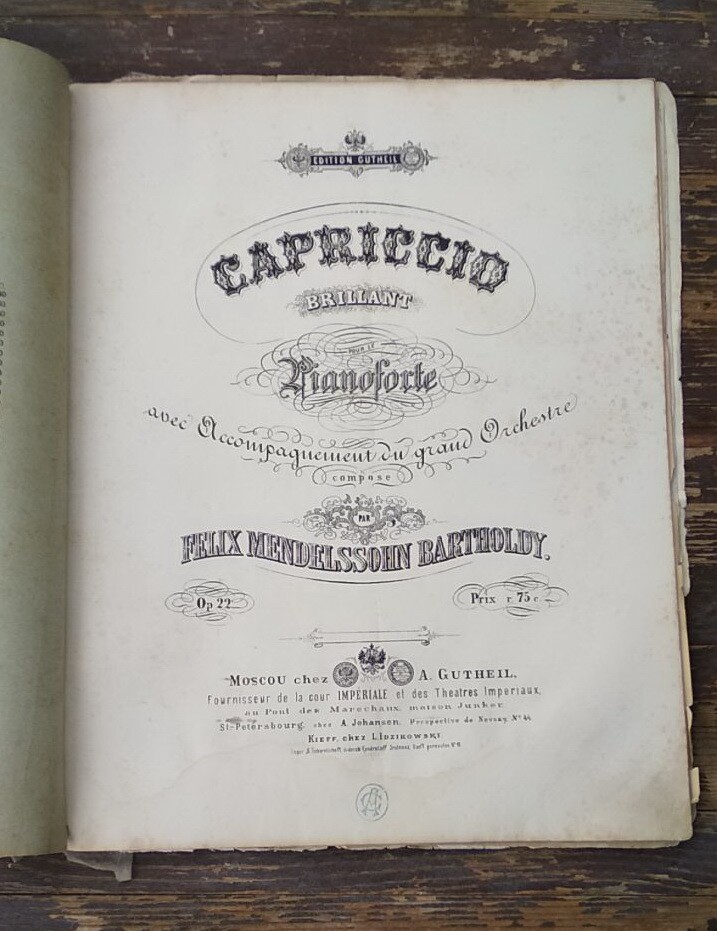 EDITION GUTHEIL
CAPRICCIO
BRILLANT
POUR LE
Pianoforte
avec Accompagnement du grand Orchestre
compose
PAR
FELIX MENDELSSOHN BARTHOLDY.
Op 22
Prix r. 75 c
MOSCOU chez A. GUTHEIL,
Fournisseur de la cour IMPÉRIALE et des Theatres Imperiaux,
au Pont des Marechaux, maison Junker
St-Petersbourg, chez A. Johansen, Perspective de Nevsky, Nº 44
KIEFF, CHEZ L. IDZIKOWSKI